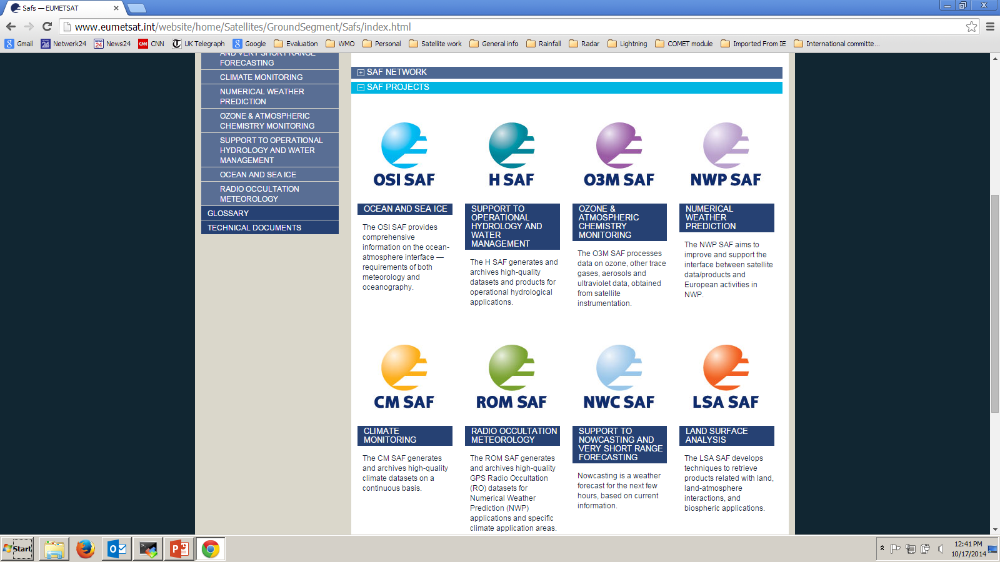 Safs — EUMETSAT
www.eumetsat.int/website/home/Satellites/GroundSegment/Safs/index.html
Gmail Netwerk24 News24 CNN UK Telegraph Google Evaluation WMO Personal Satellite work General info Rainfall Radar Lightning COMET module Imported From IE International committe...
AND VERY SHORT RANGE
FORECASTING
CLIMATE MONITORING
NUMERICAL WEATHER
PREDICTION
OZONE & ATMOSPHERIC
CHEMISTRY MONITORING
SUPPORT TO OPERATIONAL
HYDROLOGY AND WATER
MANAGEMENT
OCEAN AND SEA ICE
RADIO OCCULTATION
METEOROLOGY
GLOSSARY
TECHNICAL DOCUMENTS
SAF NETWORK
SAF PROJECTS
OSI SAF
OCEAN AND SEA ICE
The OSI SAF provides
comprehensive
information on the ocean-
atmosphere interface —
requirements of both
meteorology and
oceanography.
H SAF
SUPPORT TO
OPERATIONAL
HYDROLOGY AND
WATER
MANAGEMENT
The H SAF generates and
archives high-quality
datasets and products for
operational hydrological
applications.
O3M SAF
OZONE &
ATMOSPHERIC
CHEMISTRY
MONITORING
The O3M SAF processes
data on ozone, other trace
gases, aerosols and
ultraviolet data, obtained
from satellite
instrumentation.
NWP SAF
NUMERICAL
WEATHER
PREDICTION
The NWP SAF aims to
improve and support the
interface between satellite
data/products and
European activities in
NWP.
CM SAF
CLIMATE
MONITORING
The CM SAF generates
and archives high-quality
climate datasets on a
continuous basis.
ROM SAF
RADIO OCCULTATION
METEOROLOGY
The ROM SAF generates
and archives high-quality
GPS Radio Occultation
(RO) datasets for
Numerical Weather
Prediction (NWP)
applications and specific
climate application areas.
NWC SAF
SUPPORT TO
NOWCASTING AND
VERY SHORT RANGE
FORECASTING
Nowcasting is a weather
forecast for the next few
hours, based on current
information.
LSA SAF
LAND SURFACE
ANALYSIS
The LSA SAF develops
techniques to retrieve
products related with land,
land-atmosphere
interactions, and
biospheric applications.
Start
12:41 PM
10/17/2014